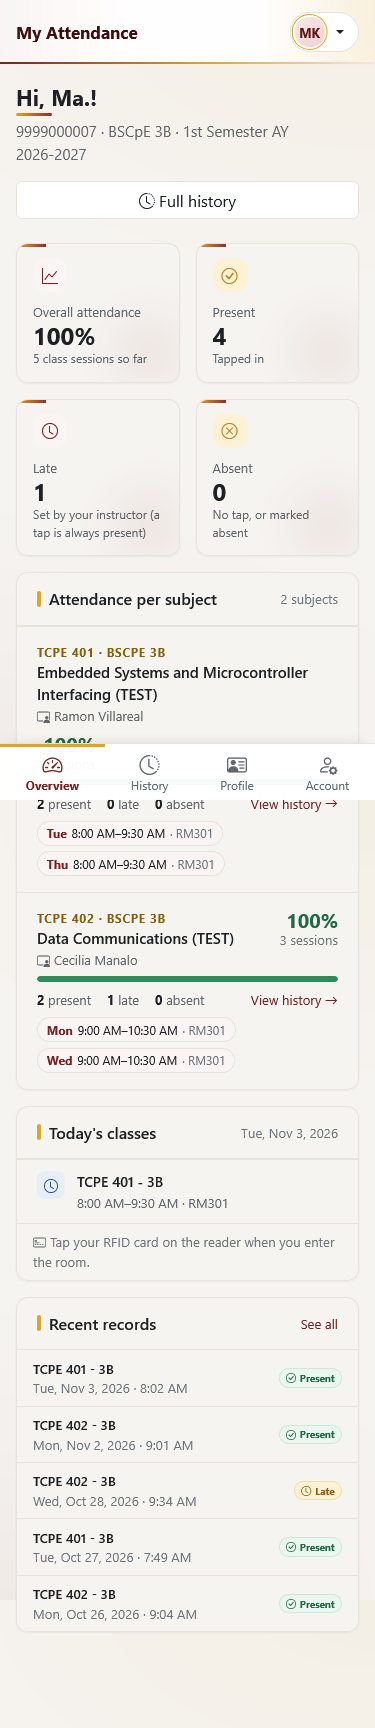 My Attendance
MK
Hi, Ma.!
9999000007 · BSCpE 3B · 1st Semester AY
2026-2027
Full history
Overall attendance
100%
5 class sessions so far
Present
4
Tapped in
Late
1
Set by your instructor (a
tap is always present)
Absent
0
No tap, or marked
absent
Attendance per subject
2 subjects
TCPE 401 · BSCPE 3B
Embedded Systems and Microcontroller
Interfacing (TEST)
Ramon Villareal
100%
Overview
History
Profile
Account
2 present 0 late 0 absent View history →
Tue 8:00 AM–9:30 AM · RM301
Thu 8:00 AM–9:30 AM · RM301
TCPE 402 · BSCPE 3B
100%
Data Communications (TEST)
3 sessions
Cecilia Manalo
2 present 1 late 0 absent View history →
Mon 9:00 AM–10:30 AM · RM301
Wed 9:00 AM–10:30 AM · RM301
Today's classes
Tue, Nov 3, 2026
TCPE 401 - 3B
8:00 AM–9:30 AM · RM301
Tap your RFID card on the reader when you enter
the room.
Recent records
See all
TCPE 401 - 3B
Tue, Nov 3, 2026 · 8:02 AM
Present
TCPE 402 - 3B
Mon, Nov 2, 2026 · 9:01 AM
Present
TCPE 402 - 3B
Wed, Oct 28, 2026 · 9:34 AM
Late
TCPE 401 - 3B
Tue, Oct 27, 2026 · 7:49 AM
Present
TCPE 402 - 3B
Mon, Oct 26, 2026 · 9:04 AM
Present